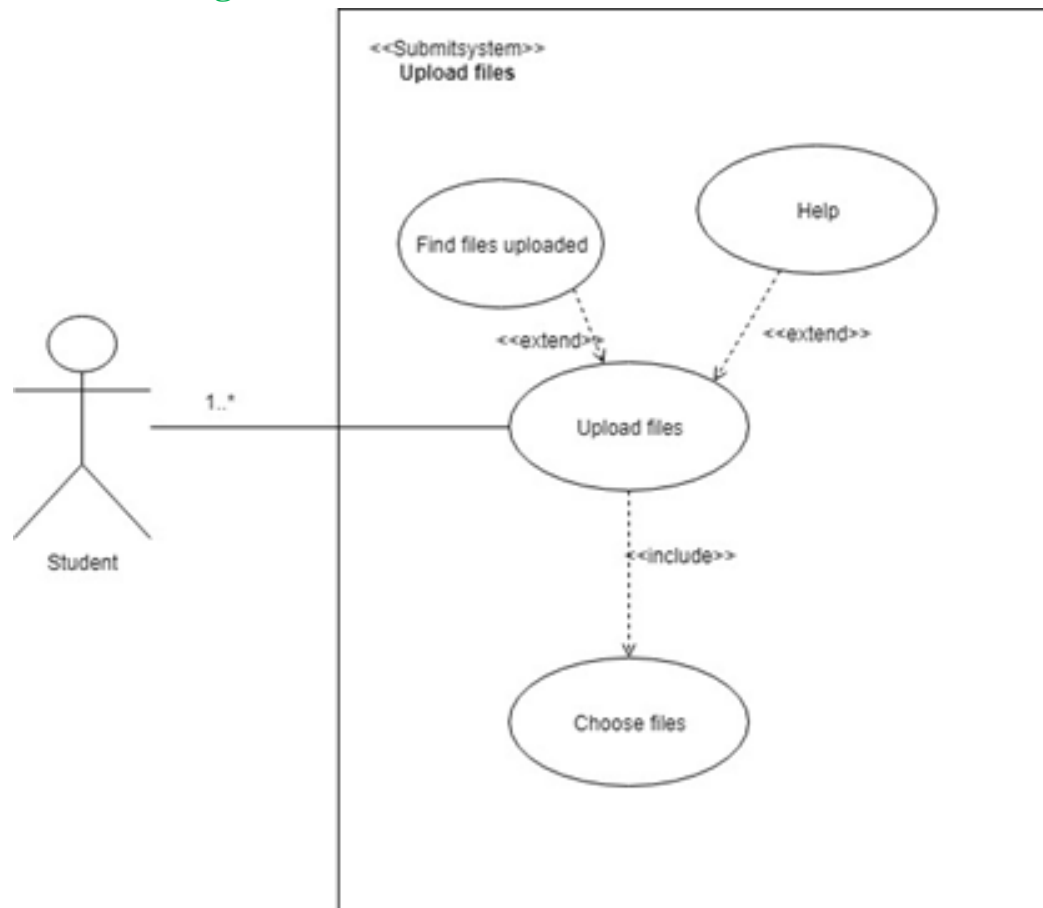 <<Submitsystem>>
Upload files
Help
Find files uploaded
<<extend>>
<<extend>>
1..*
Upload files
Student
<<include>>
Choose files